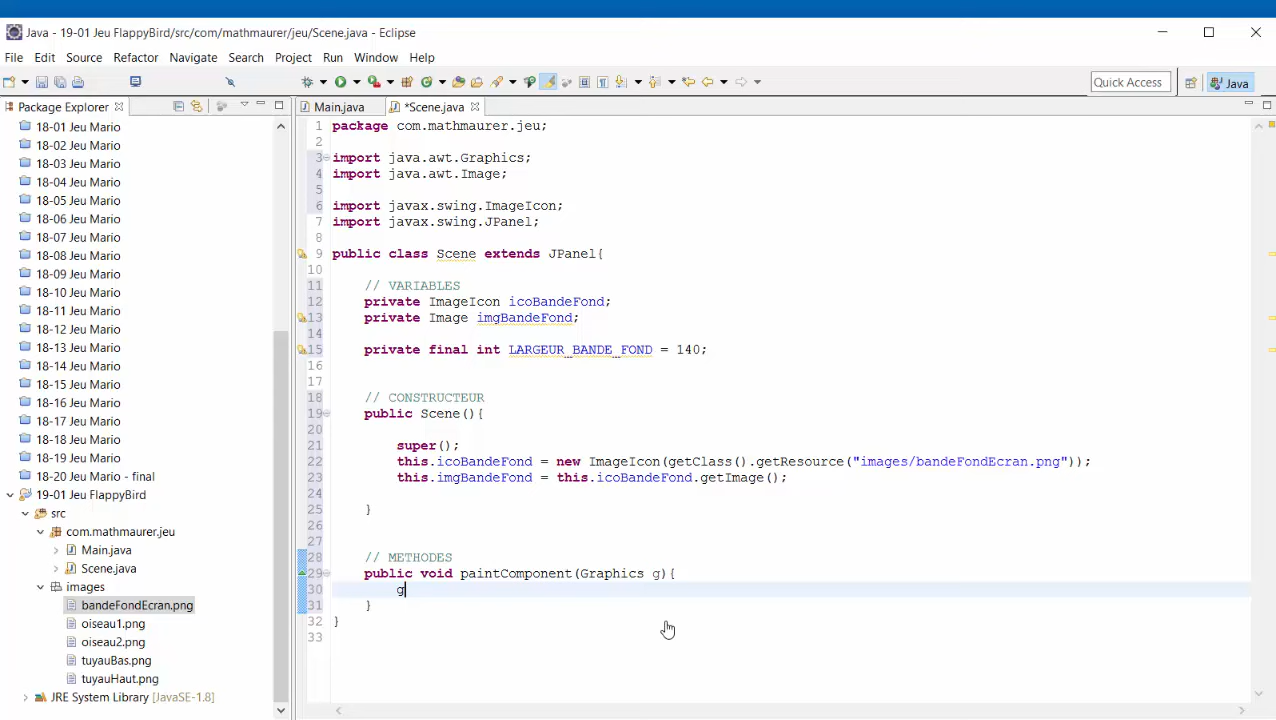 Java - 19-01 Jeu FlappyBird/src/com/mathmaurer/jeu/Scene.java - Eclipse
File Edit Source Refactor Navigate Search Project Run Window Help
Quick Access Java
Package Explorer
18-01 Jeu Mario
18-02 Jeu Mario
18-03 Jeu Mario
18-04 Jeu Mario
18-05 Jeu Mario
18-06 Jeu Mario
18-07 Jeu Mario
18-08 Jeu Mario
18-09 Jeu Mario
18-10 Jeu Mario
18-11 Jeu Mario
18-12 Jeu Mario
18-13 Jeu Mario
18-14 Jeu Mario
18-15 Jeu Mario
18-16 Jeu Mario
18-17 Jeu Mario
18-18 Jeu Mario
18-19 Jeu Mario
18-20 Jeu Mario - final
19-01 Jeu FlappyBird
src
com.mathmaurer.jeu
Main.java
Scene.java
images
bandeFondEcran.png
oiseau1.png
oiseau2.png
tuyauBas.png
tuyauHaut.png
JRE System Library [JavaSE-1.8]
Main.java *Scene.java
1 package com.mathmaurer.jeu;
2
3 import java.awt.Graphics;
4 import java.awt.Image;
5
6 import javax.swing.ImageIcon;
7 import javax.swing.JPanel;
8
9 public class Scene extends JPanel{
10
11 // VARIABLES
12 private ImageIcon icoBandeFond;
13 private Image imgBandeFond;
14
15 private final int LARGEUR_BANDE_FOND = 140;
16
17
18 // CONSTRUCTEUR
19 public Scene(){
20
21 super();
22 this.icoBandeFond = new ImageIcon(getClass().getResource("images/bandeFondEcran.png"));
23 this.imgBandeFond = this.icoBandeFond.getImage();
24
25 }
26
27
28 // METHODES
29 public void paintComponent(Graphics g){
30 g
31 }
32 }
33